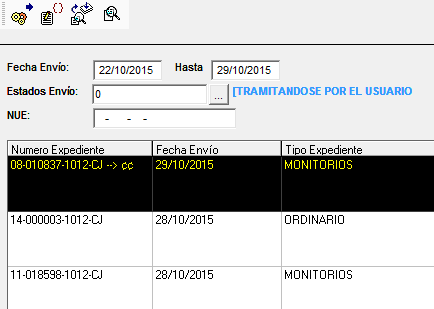 Fecha Envío: 22/10/2015 Hasta 29/10/2015
Estados Envío: 0 ... [TRAMITANDOSE POR EL USUARIO
NUE: - - -
Numero Expediente Fecha Envío Tipo Expediente
08-010837-1012-CJ --> ¢¢ 29/10/2015 MONITORIOS
14-000003-1012-CJ 28/10/2015 ORDINARIO
11-018598-1012-CJ 28/10/2015 MONITORIOS